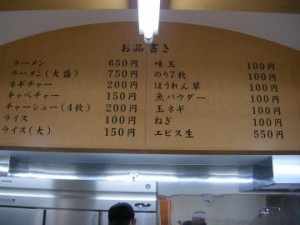 お品書き
ラーメン 650円
ラーメン(大盛) 750円
ネギチャー 200円
キャベチャー 150円
チャーシュー(4枚) 200円
ライス 100円
ライス(大) 150円
味玉 100円
のり7枚 100円
ほうれん草 100円
魚パウダー 100円
玉ネギ 100円
ねぎ 100円
エビス生 550円